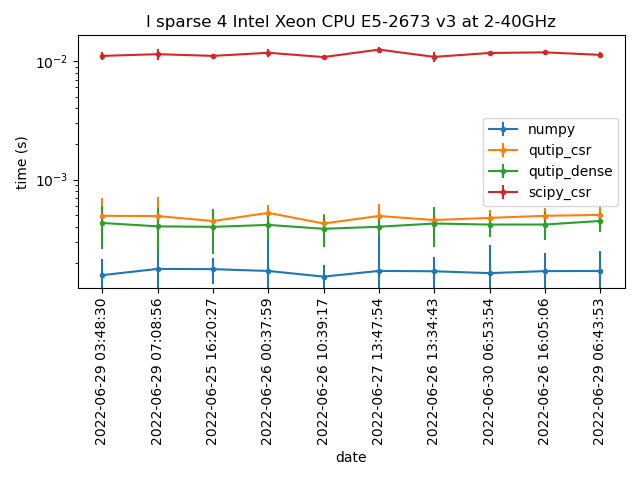 I sparse 4 Intel Xeon CPU E5-2673 v3 at 2-40GHz
time (s)
10⁻²
10⁻³
numpy
qutip_csr
qutip_dense
scipy_csr
2022-06-29 03:48:30
2022-06-29 07:08:56
2022-06-25 16:20:27
2022-06-26 00:37:59
2022-06-26 10:39:17
2022-06-27 13:47:54
2022-06-26 13:34:43
2022-06-30 06:53:54
2022-06-26 16:05:06
2022-06-29 06:43:53
date